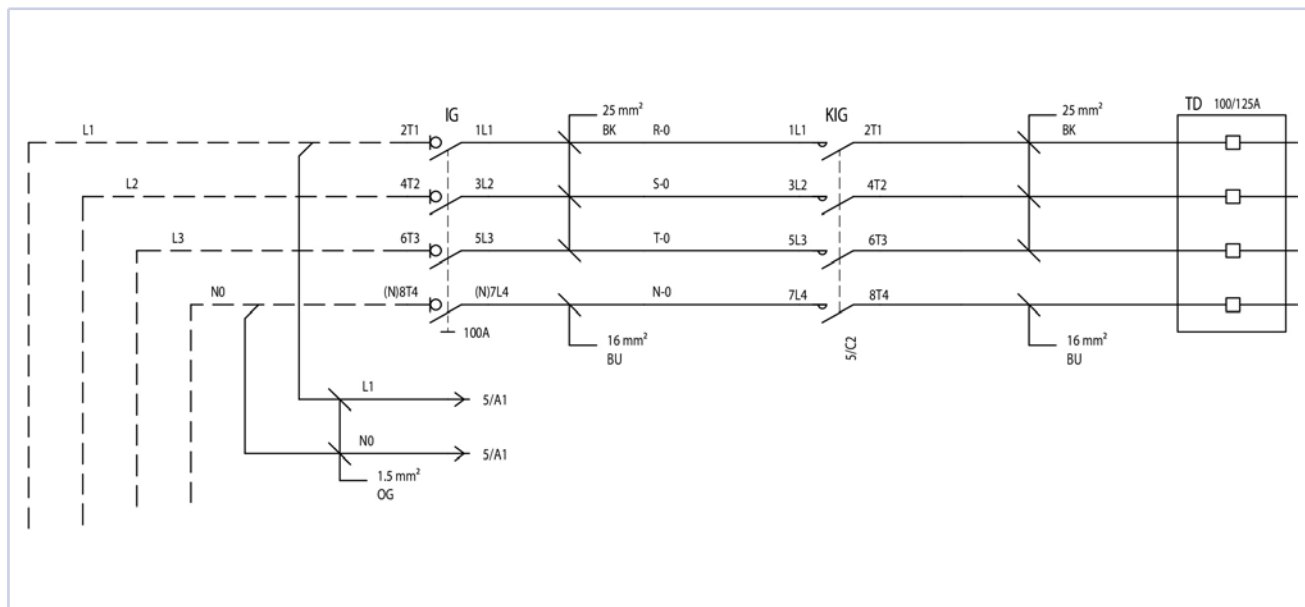 IG
25 mm²
BK
KIG
25 mm²
BK
TD 100/125A
L1
2T1
1L1
R-0
1L1
2T1
L2
4T2
3L2
S-0
3L2
4T2
L3
6T3
5L3
T-0
5L3
6T3
N0
(N)8T4
(N)7L4
N-0
7L4
8T4
100A
16 mm²
BU
5/C2
16 mm²
BU
L1
5/A1
N0
5/A1
1.5 mm²
OG